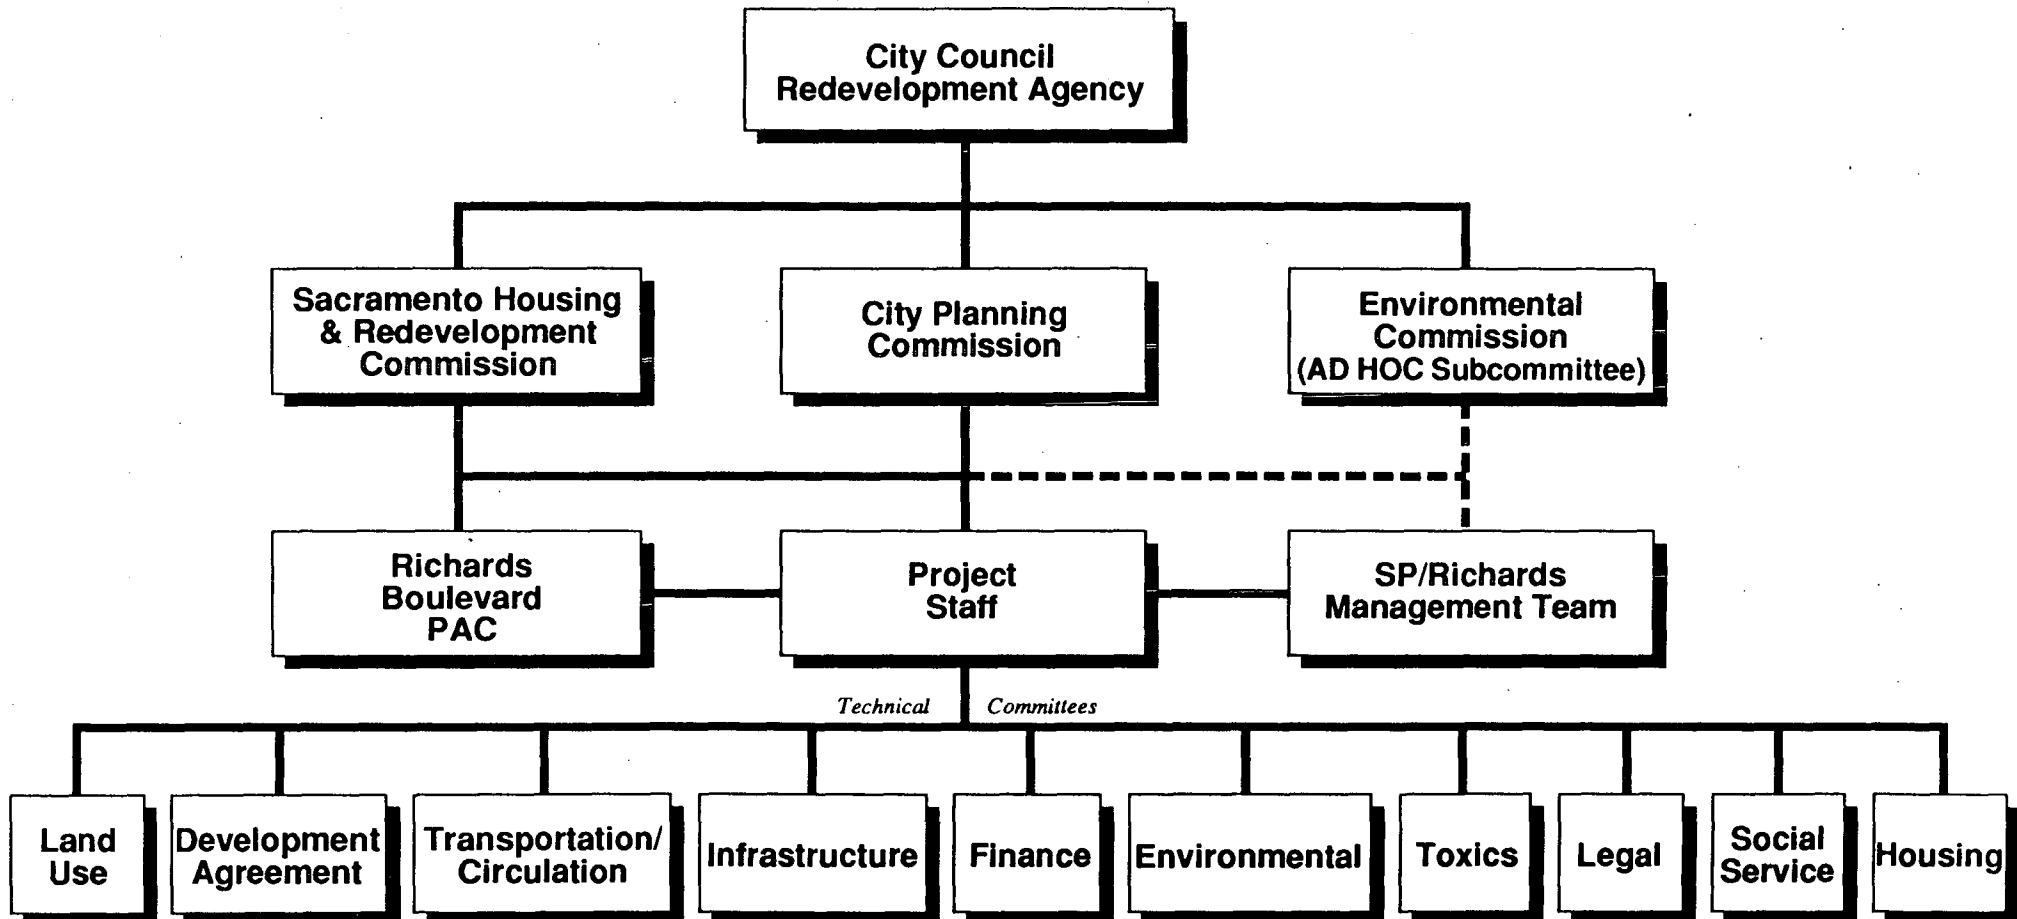 City Council
Redevelopment Agency
Sacramento Housing
& Redevelopment
Commission
City Planning
Commission
Environmental
Commission
(AD HOC Subcommittee)
Richards
Boulevard
PAC
Project
Staff
SP/Richards
Management Team
Technical Committees
Land
Use
Development
Agreement
Transportation/
Circulation
Infrastructure
Finance
Environmental
Toxics
Legal
Social
Service
Housing